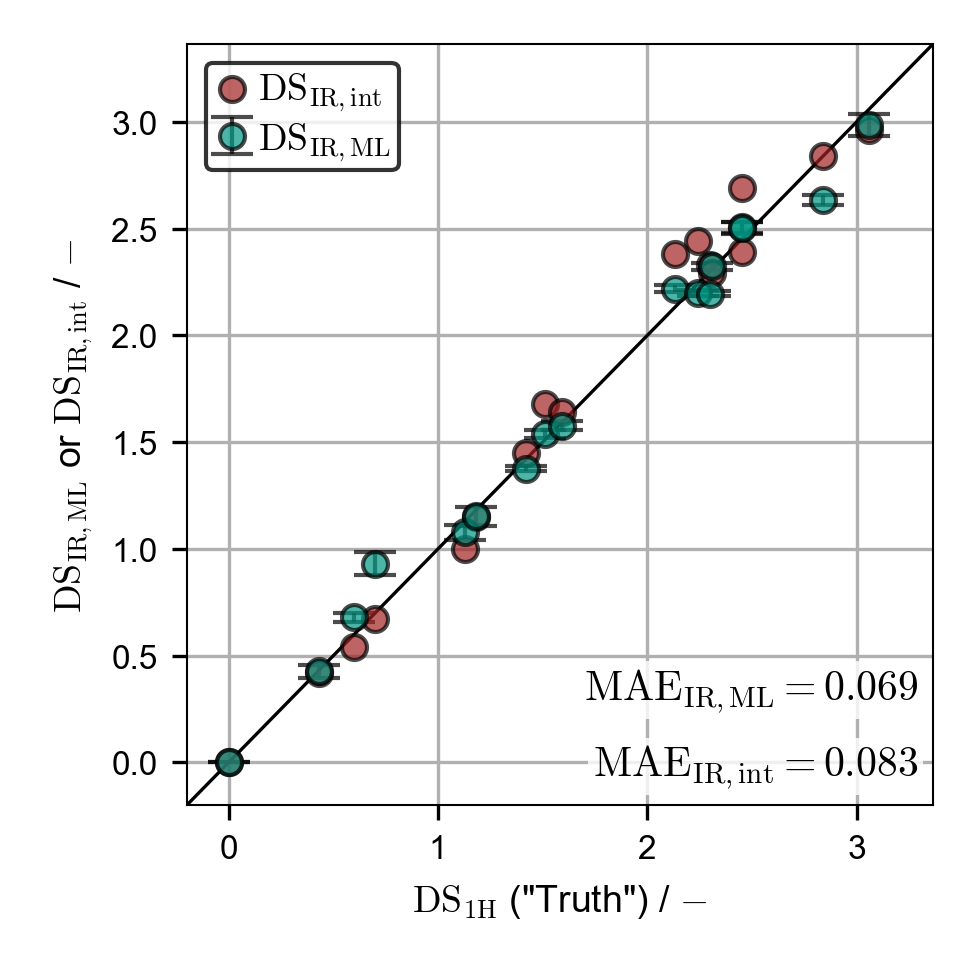 DS_IR, int
DS_IR, ML
3.0
2.5
2.0
1.5
1.0
0.5
0.0
DS_IR, ML or DS_IR, int / −
MAE_IR, ML = 0.069
MAE_IR, int = 0.083
0 1 2 3
DS_1H ("Truth") / −